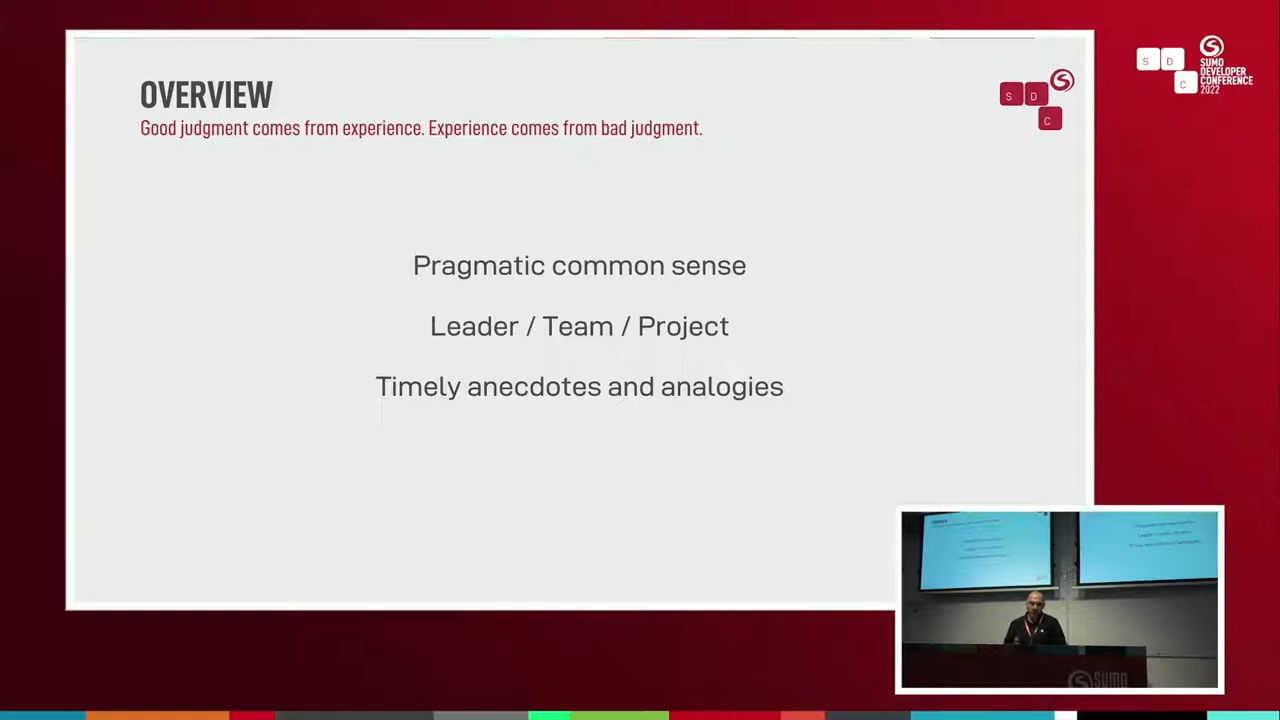 OVERVIEW
Good judgment comes from experience. Experience comes from bad judgment.
S D
C
Pragmatic common sense
Leader / Team / Project
Timely anecdotes and analogies
S D
C
SUMO
DEVELOPER
CONFERENCE
2022
SUMO